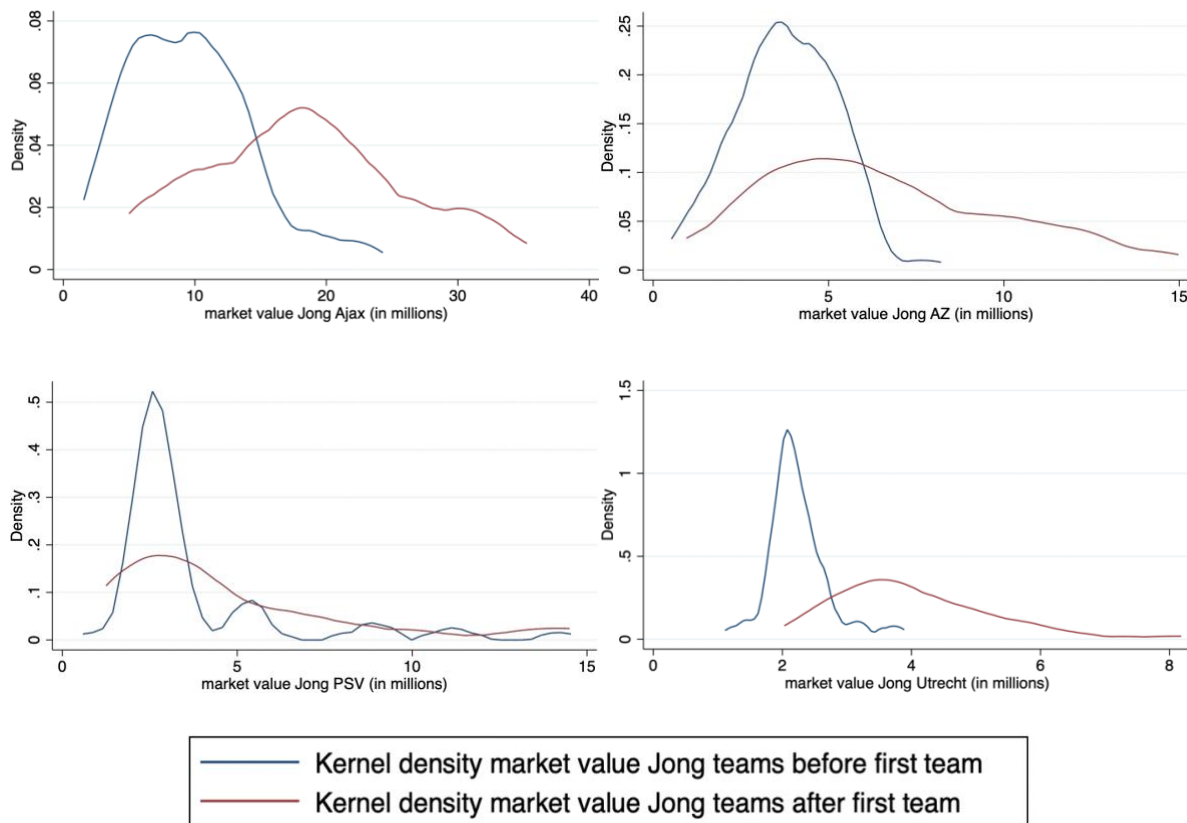 .08
.06
.04
.02
0
Density
0 10 20 30 40
market value Jong Ajax (in millions)
.25
.2
.15
.1
.05
0
Density
0 5 10 15
market value Jong AZ (in millions)
.5
.4
.3
.2
.1
0
Density
0 5 10 15
market value Jong PSV (in millions)
1.5
1
.5
0
Density
0 2 4 6 8
market value Jong Utrecht (in millions)
Kernel density market value Jong teams before first team
Kernel density market value Jong teams after first team